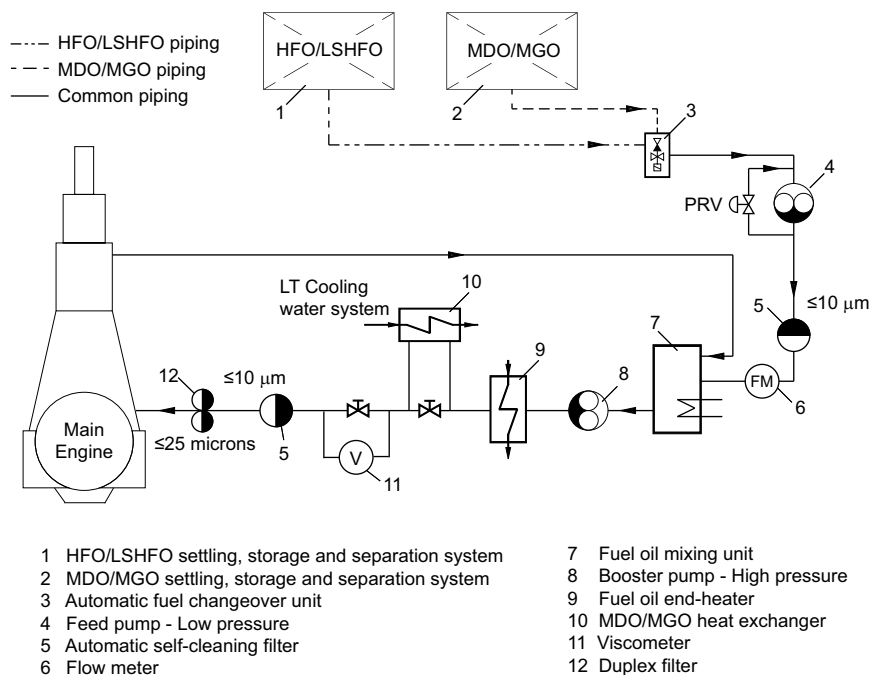 HFO/LSHFO piping
MDO/MGO piping
Common piping
HFO/LSHFO
MDO/MGO
1
2
3
4
PRV
LT Cooling
water system
10
≤10 µm
5
7
9
8
FM
6
12
≤10 µm
≤25 microns
5
V
11
Main
Engine
1 HFO/LSHFO settling, storage and separation system
2 MDO/MGO settling, storage and separation system
3 Automatic fuel changeover unit
4 Feed pump - Low pressure
5 Automatic self-cleaning filter
6 Flow meter
7 Fuel oil mixing unit
8 Booster pump - High pressure
9 Fuel oil end-heater
10 MDO/MGO heat exchanger
11 Viscometer
12 Duplex filter